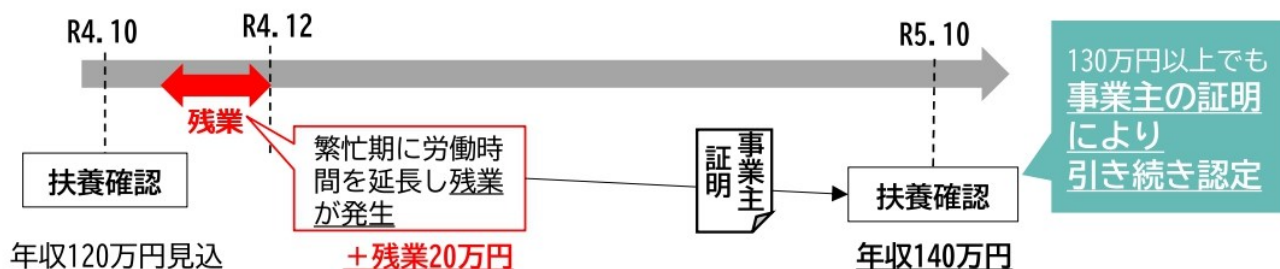 R4.10
R4.12
R5.10
残業
扶養確認
年収120万円見込
繁忙期に労働時
間を延長し残業
が発生
+残業20万円
事業主
証明
扶養確認
年収140万円
130万円以上でも
事業主の証明
により
引き続き認定